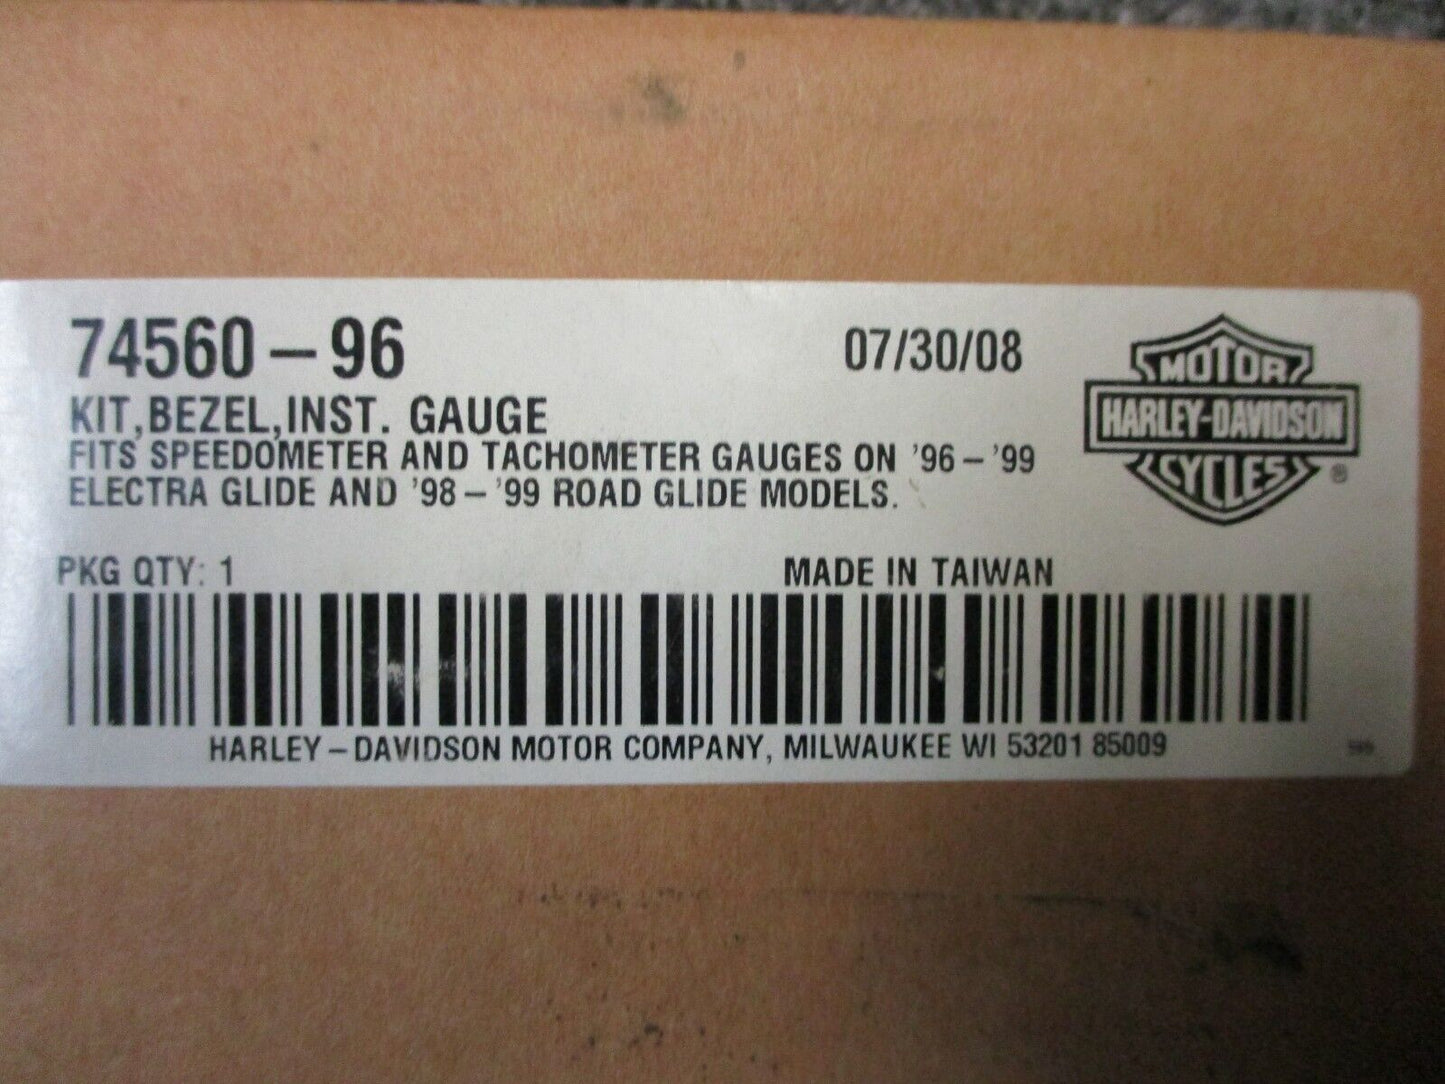 74560-96
07/30/08
KIT, BEZEL, INST. GAUGE
FITS SPEEDOMETER AND TACHOMETER GAUGES ON '96-'99
ELECTRA GLIDE AND '98-'99 ROAD GLIDE MODELS.
MOTOR
HARLEY-DAVIDSON
CYCLES
®
PKG QTY: 1
MADE IN TAIWAN
HARLEY-DAVIDSON MOTOR COMPANY, MILWAUKEE WI 53201 85009